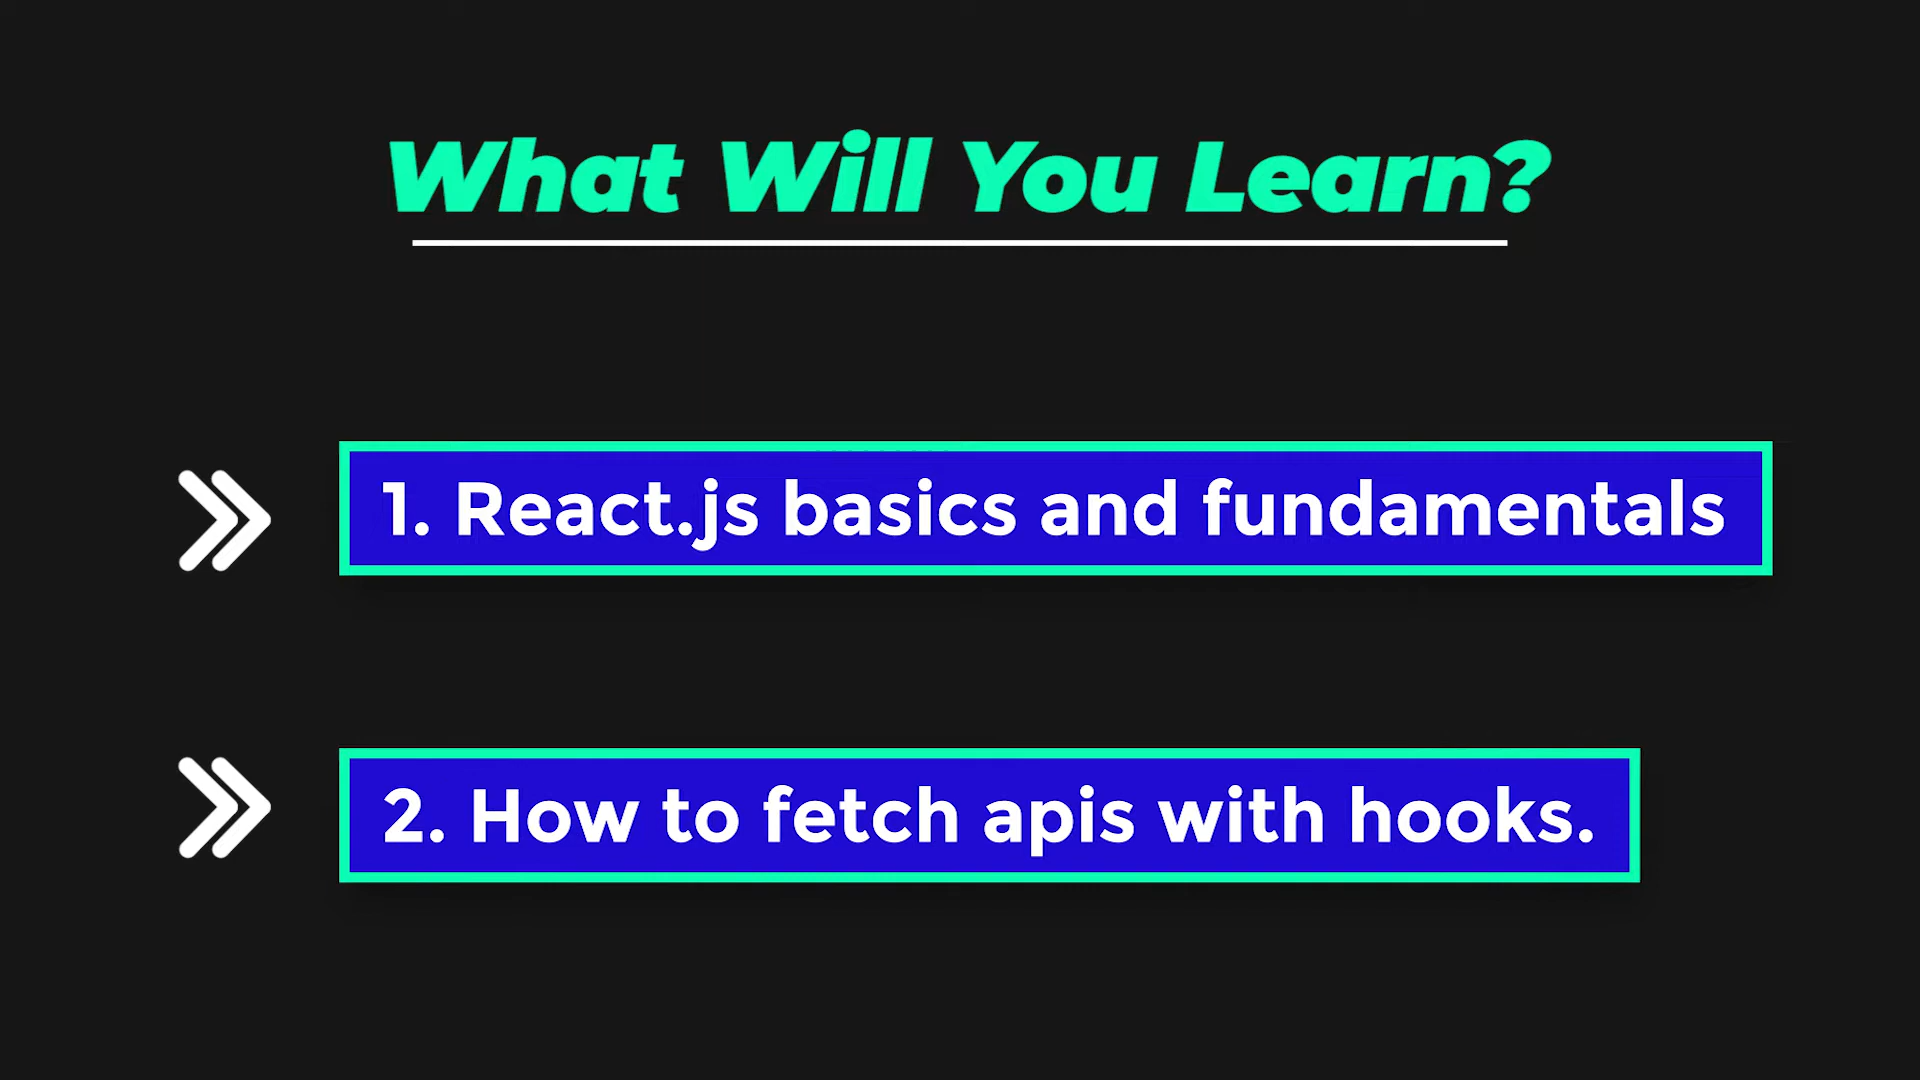 What Will You Learn?
1. React.js basics and fundamentals
2. How to fetch apis with hooks.